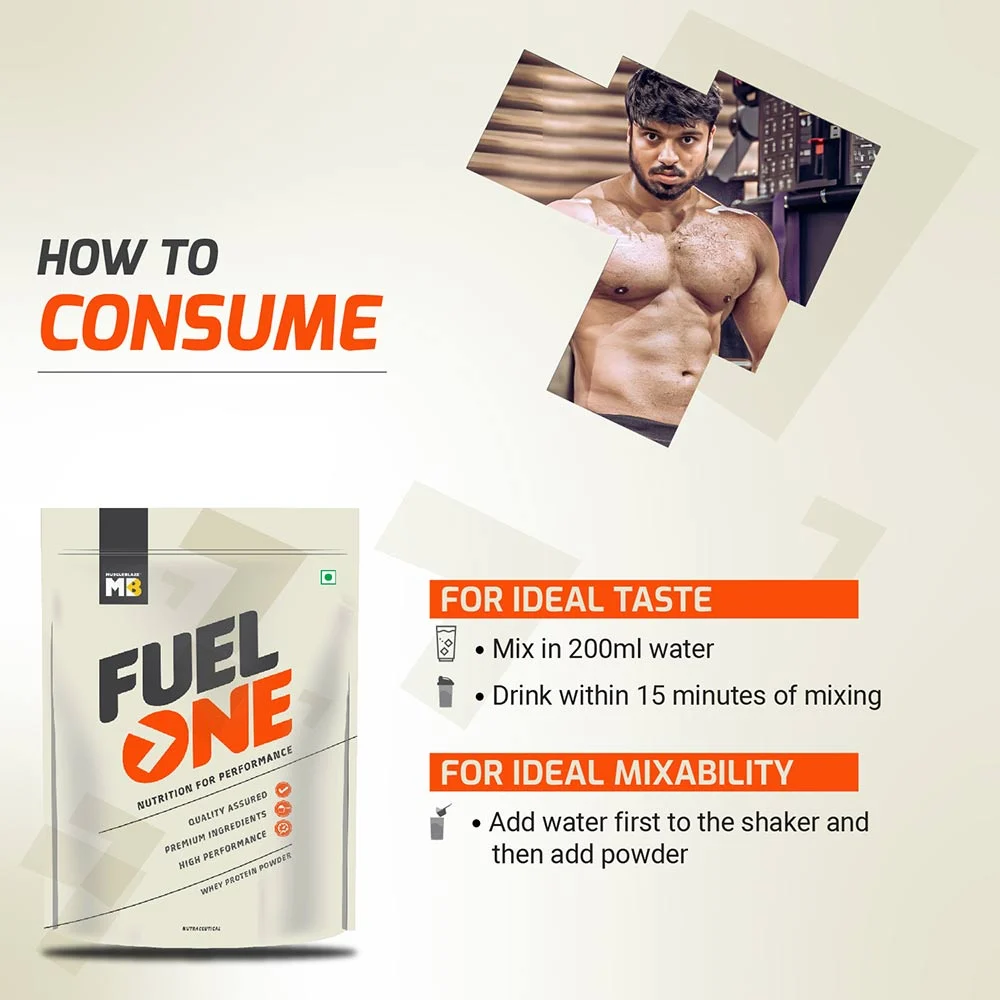 HOW TO
CONSUME
MUSCLEBLAZE
MB
FUEL
ONE
NUTRITION FOR PERFORMANCE
QUALITY ASSURED
PREMIUM INGREDIENTS
HIGH PERFORMANCE
WHEY PROTEIN POWDER
NUTRACEUTICAL
FOR IDEAL TASTE
• Mix in 200ml water
• Drink within 15 minutes of mixing
FOR IDEAL MIXABILITY
• Add water first to the shaker and
then add powder